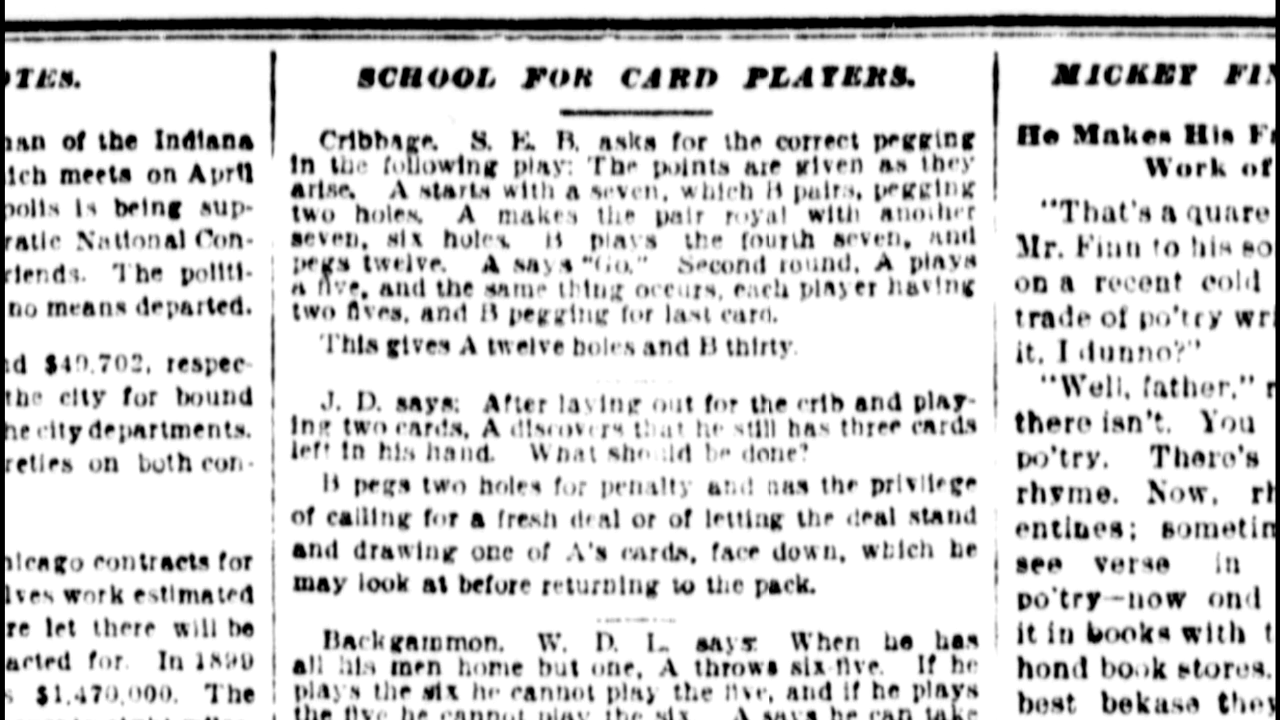 OTES.
man of the Indiana
which meets on April
polis is being sup-
ratic National Con-
riends. The politi-
no means departed.
$40,702, respec-
the city for bound
the city departments.
reties on both con-
hicago contracts for
lves work estimated
re let there will be
acted for. In 1899
$1,470,000. The
SCHOOL FOR CARD PLAYERS.
Cribbage. S. E. B. asks for the correct pegging
in the following play: The points are given as they
arise. A starts with a seven, which B pairs, pegging
two holes. A makes the pair royal with another
seven, six holes. B plays the fourth seven, and
pegs twelve. A says "Go." Second round, A plays
a five, and the same thing occurs, each player having
two fives, and B pegging for last card.
This gives A twelve holes and B thirty.
J. D. says: After laying out for the crib and play-
ing two cards, A discovers that he still has three cards
left in his hand. What should be done?
B pegs two holes for penalty and has the privilege
of calling for a fresh deal or of letting the deal stand
and drawing one of A's cards, face down, which he
may look at before returning to the pack.
Backgammon. W. D. L. says: When he has
all his men home but one, A throws six-five. If he
plays the six he cannot play the five, and if he plays
the five he cannot play the six. A says he can take
MICKEY FIN
He Makes His F
Work of
"That's a quare
Mr. Finn to his so
on a recent cold
trade of po'try wr
it, I dunno?"
"Well, father," r
there isn't. You
po'try. There's
rhyme. Now, rh
entines; sometin
see verse in
po'try—now ond
it in books with t
hond book stores.
best bekase they